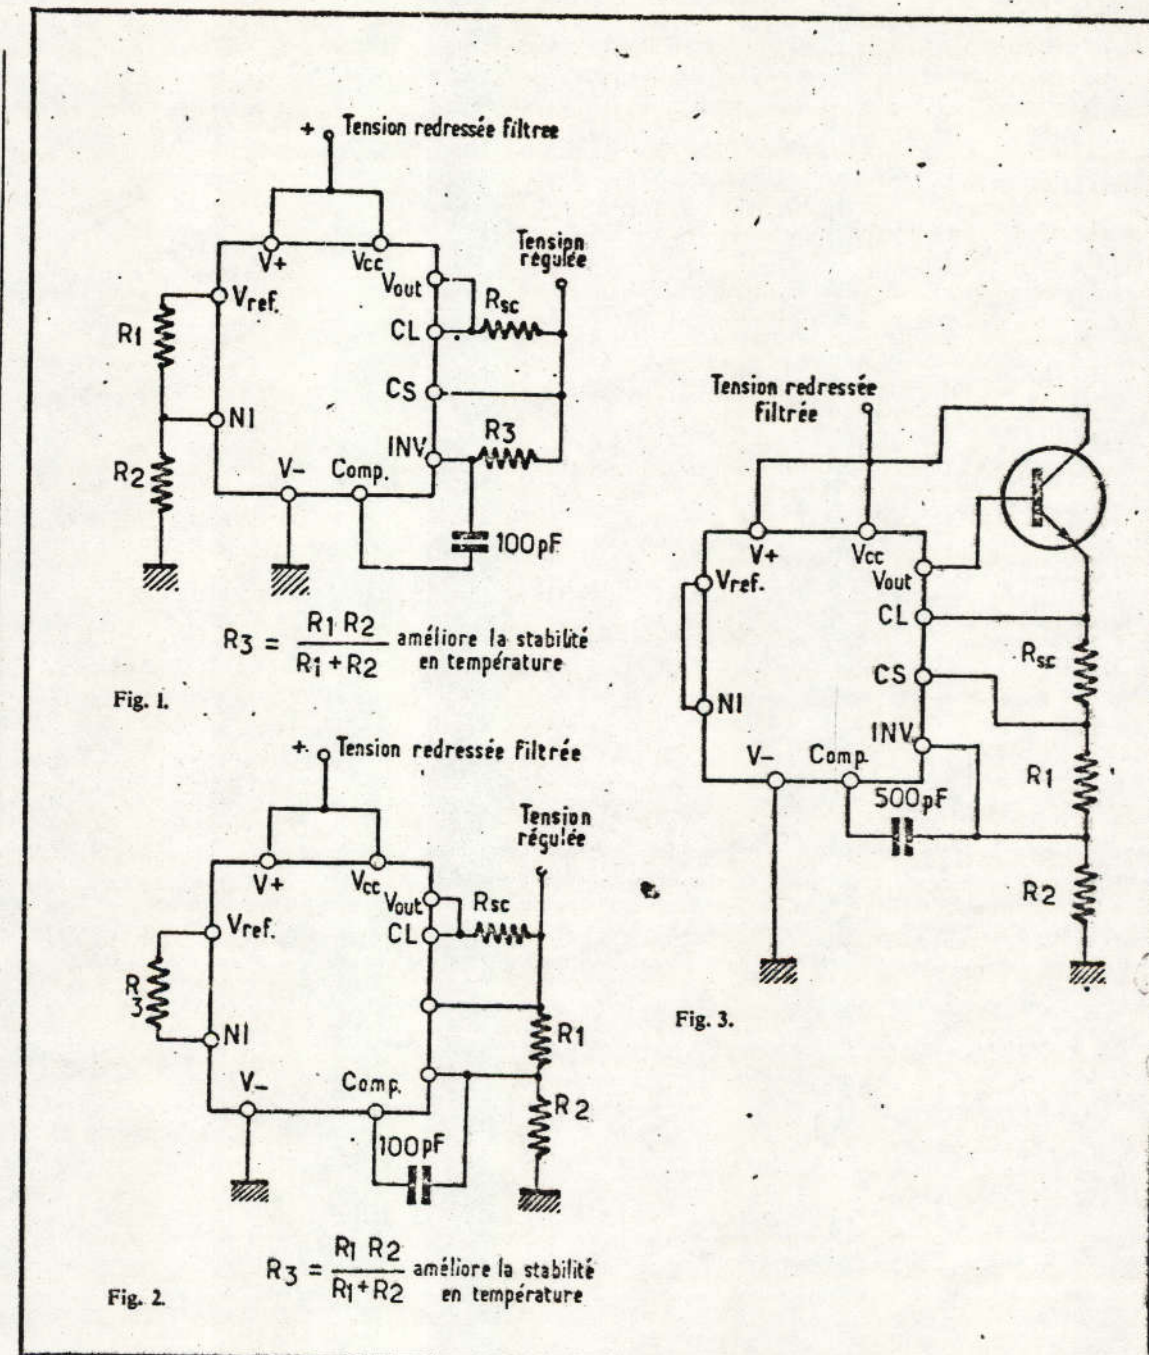 + Tension redressée filtrée
V+
Vcc
Tension
régulée
Vout
Rsc
Vref.
R1
CL
CS
NI
INV
R3
R2
V-
Comp.
100pF
R3 = R1 R2 / R1+R2 améliore la stabilité
en température
Fig. 1.
+ Tension redressée filtrée
V+
Vcc
Tension
régulée
Vout
Rsc
Vref.
CL
R
3
NI
R1
V-
Comp.
R2
100pF
R3 = R1 R2 / R1+R2 améliore la stabilité
en température
Fig. 2.
Tension redressée
filtrée
V+
Vcc
Vout
Vref.
CL
Rsc
CS
NI
INV
V-
Comp.
R1
500pF
R2
Fig. 3.